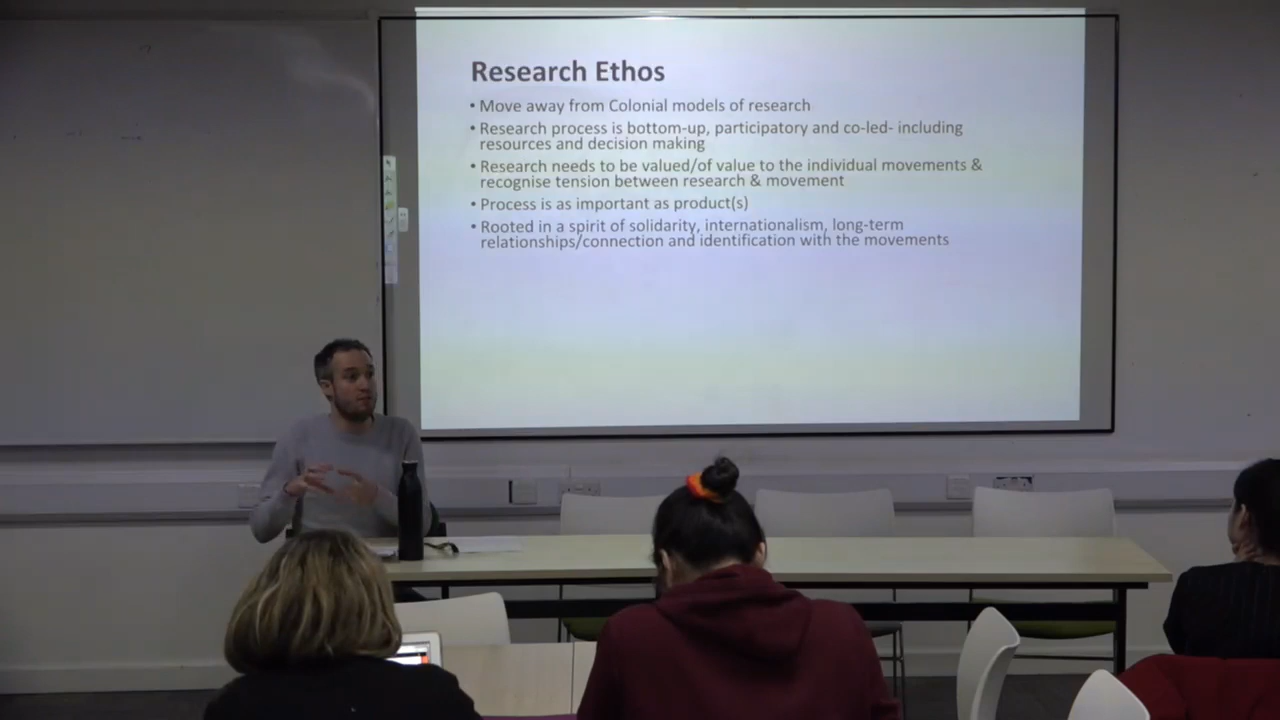 Research Ethos
• Move away from Colonial models of research
• Research process is bottom-up, participatory and co-led- including
resources and decision making
• Research needs to be valued/of value to the individual movements &
recognise tension between research & movement
• Process is as important as product(s)
• Rooted in a spirit of solidarity, internationalism, long-term
relationships/connection and identification with the movements